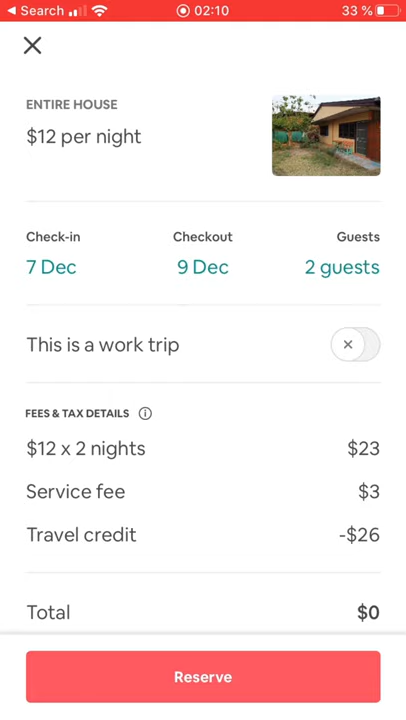 Search 02:10 33 %
ENTIRE HOUSE
$12 per night
Check-in Checkout Guests
7 Dec 9 Dec 2 guests
This is a work trip
FEES & TAX DETAILS
$12 x 2 nights $23
Service fee $3
Travel credit -$26
Total $0
Reserve